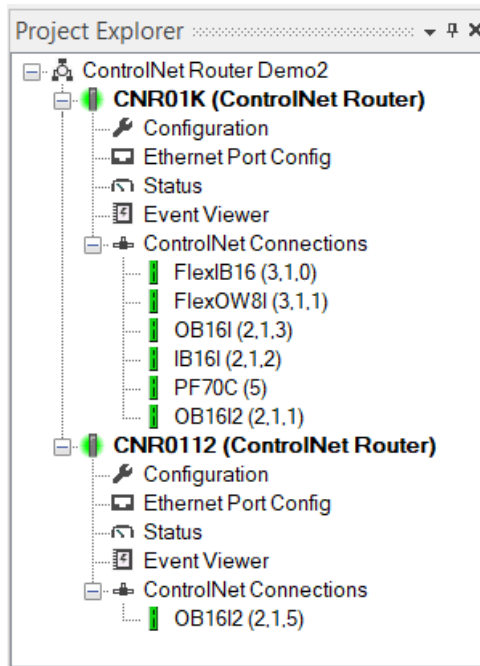 Project Explorer
ControlNet Router Demo2
CNR01K (ControlNet Router)
Configuration
Ethernet Port Config
Status
Event Viewer
ControlNet Connections
FlexIB16 (3,1,0)
FlexOW8I (3,1,1)
OB16I (2,1,3)
IB16I (2,1,2)
PF70C (5)
OB16I2 (2,1,1)
CNR0112 (ControlNet Router)
Configuration
Ethernet Port Config
Status
Event Viewer
ControlNet Connections
OB16I2 (2,1,5)